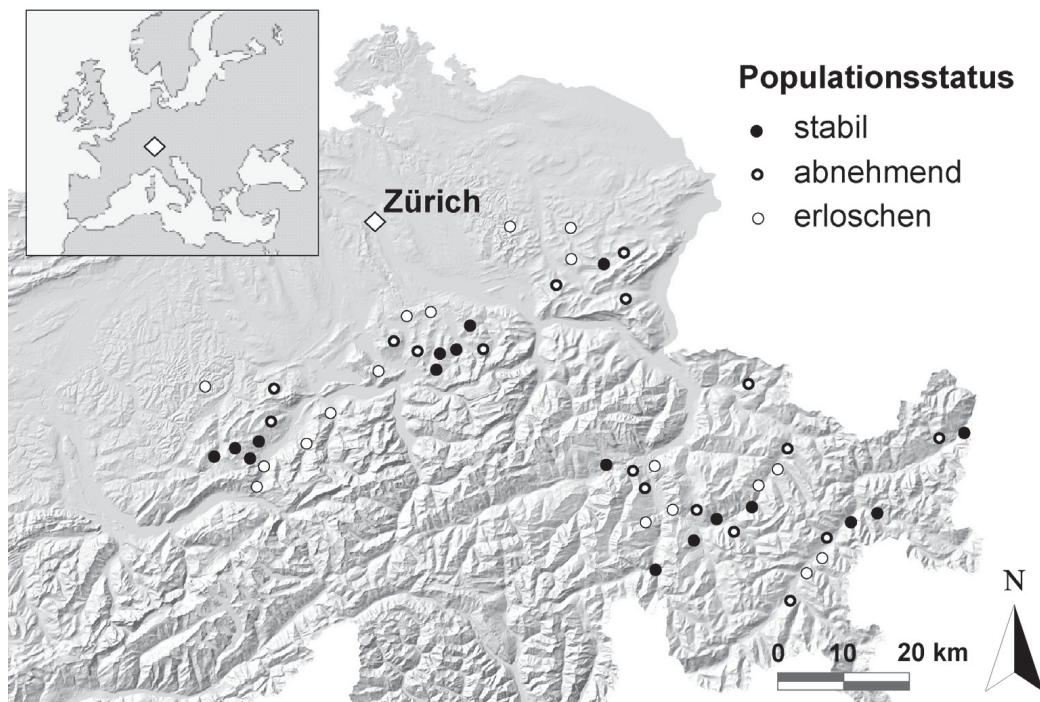 Populationsstatus
stabil
abnehmend
erloschen
Zürich
N
0 10 20 km